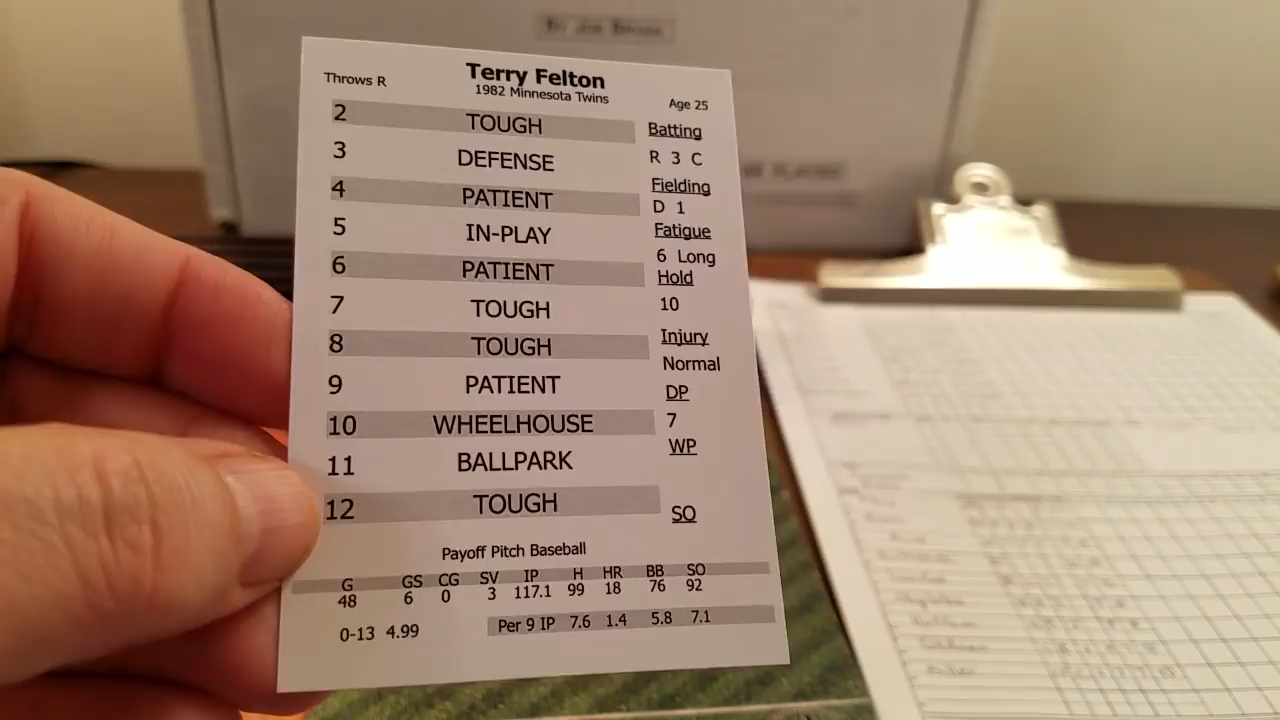 By Joe Bryan
Throws R
Terry Felton
1982 Minnesota Twins
Age 25
2 TOUGH
3 DEFENSE
4 PATIENT
5 IN-PLAY
6 PATIENT
7 TOUGH
8 TOUGH
9 PATIENT
10 WHEELHOUSE
11 BALLPARK
12 TOUGH
Batting
R 3 C
Fielding
D 1
Fatigue
6 Long
Hold
10
Injury
Normal
DP
7
WP
SO
Payoff Pitch Baseball
G GS CG SV IP H HR BB SO
48 6 0 3 117.1 99 18 76 92
0-13 4.99
Per 9 IP 7.6 1.4 5.8 7.1